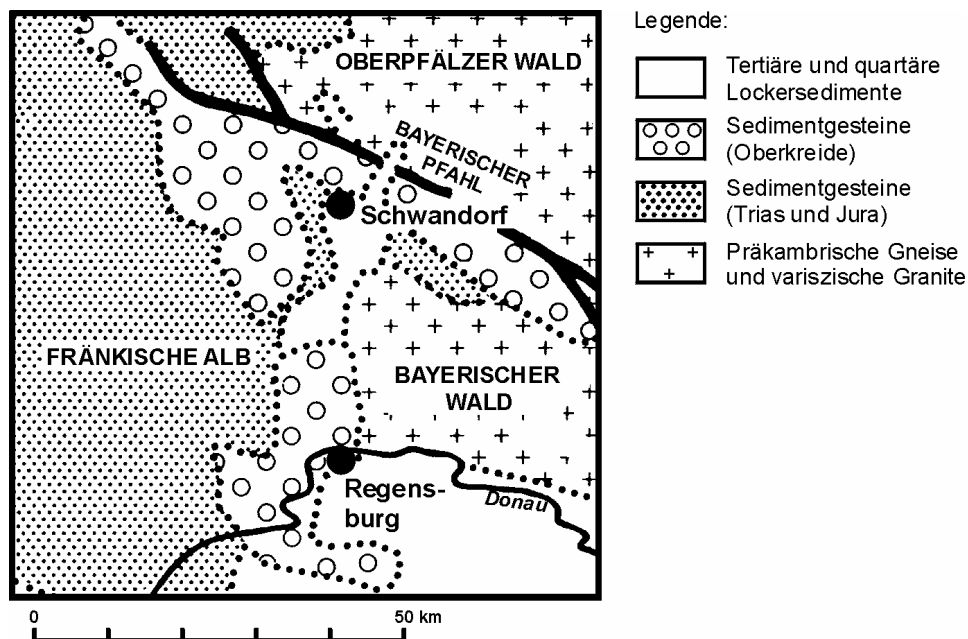 OBERPFÄLZER WALD
BAYERISCHER
PFAHL
Schwandorf
FRÄNKISCHE ALB
BAYERISCHER
WALD
Regens-
burg
Donau
0
50 km
Legende:
Tertiäre und quartäre
Lockersedimente
Sedimentgesteine
(Oberkreide)
Sedimentgesteine
(Trias und Jura)
Präkambrische Gneise
und variszische Granite